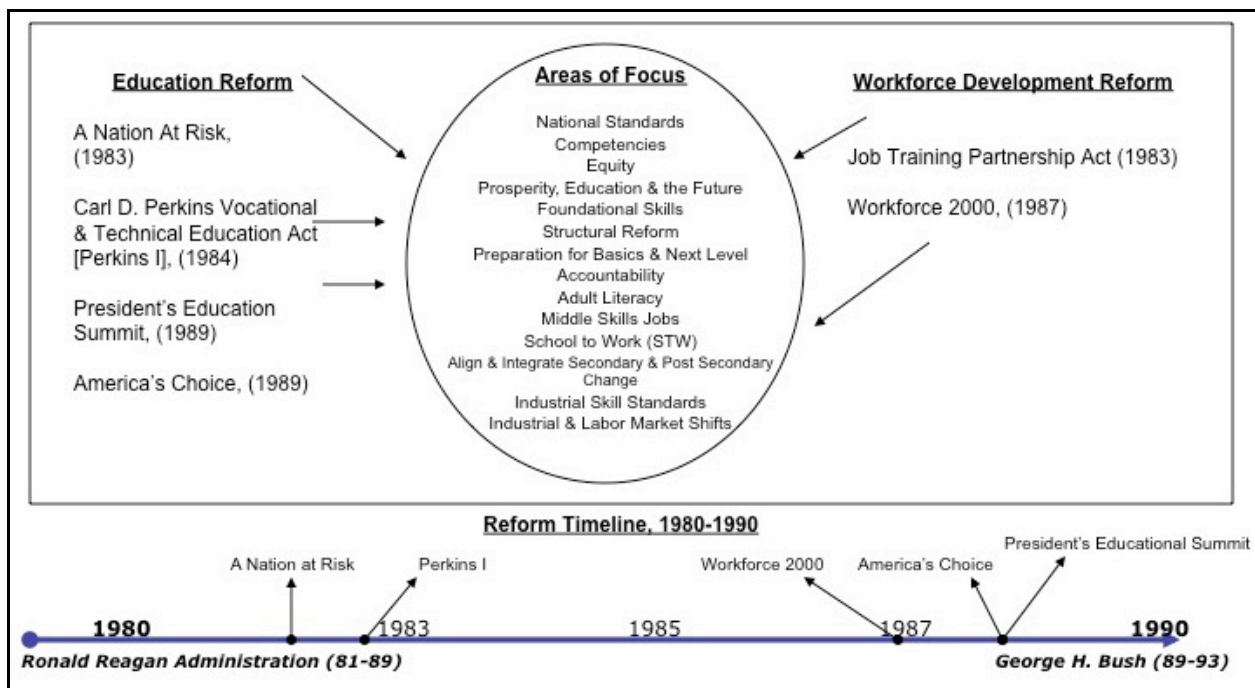 Education Reform
A Nation At Risk,
(1983)
Carl D. Perkins Vocational
& Technical Education Act
[Perkins I], (1984)
President's Education
Summit, (1989)
America's Choice, (1989)
Areas of Focus
National Standards
Competencies
Equity
Prosperity, Education & the Future
Foundational Skills
Structural Reform
Preparation for Basics & Next Level
Accountability
Adult Literacy
Middle Skills Jobs
School to Work (STW)
Align & Integrate Secondary & Post Secondary
Change
Industrial Skill Standards
Industrial & Labor Market Shifts
Workforce Development Reform
Job Training Partnership Act (1983)
Workforce 2000, (1987)
Reform Timeline, 1980-1990
A Nation at Risk
Perkins I
Workforce 2000
America's Choice
President's Educational Summit
1980
1983
1985
1987
1990
Ronald Reagan Administration (81-89)
George H. Bush (89-93)